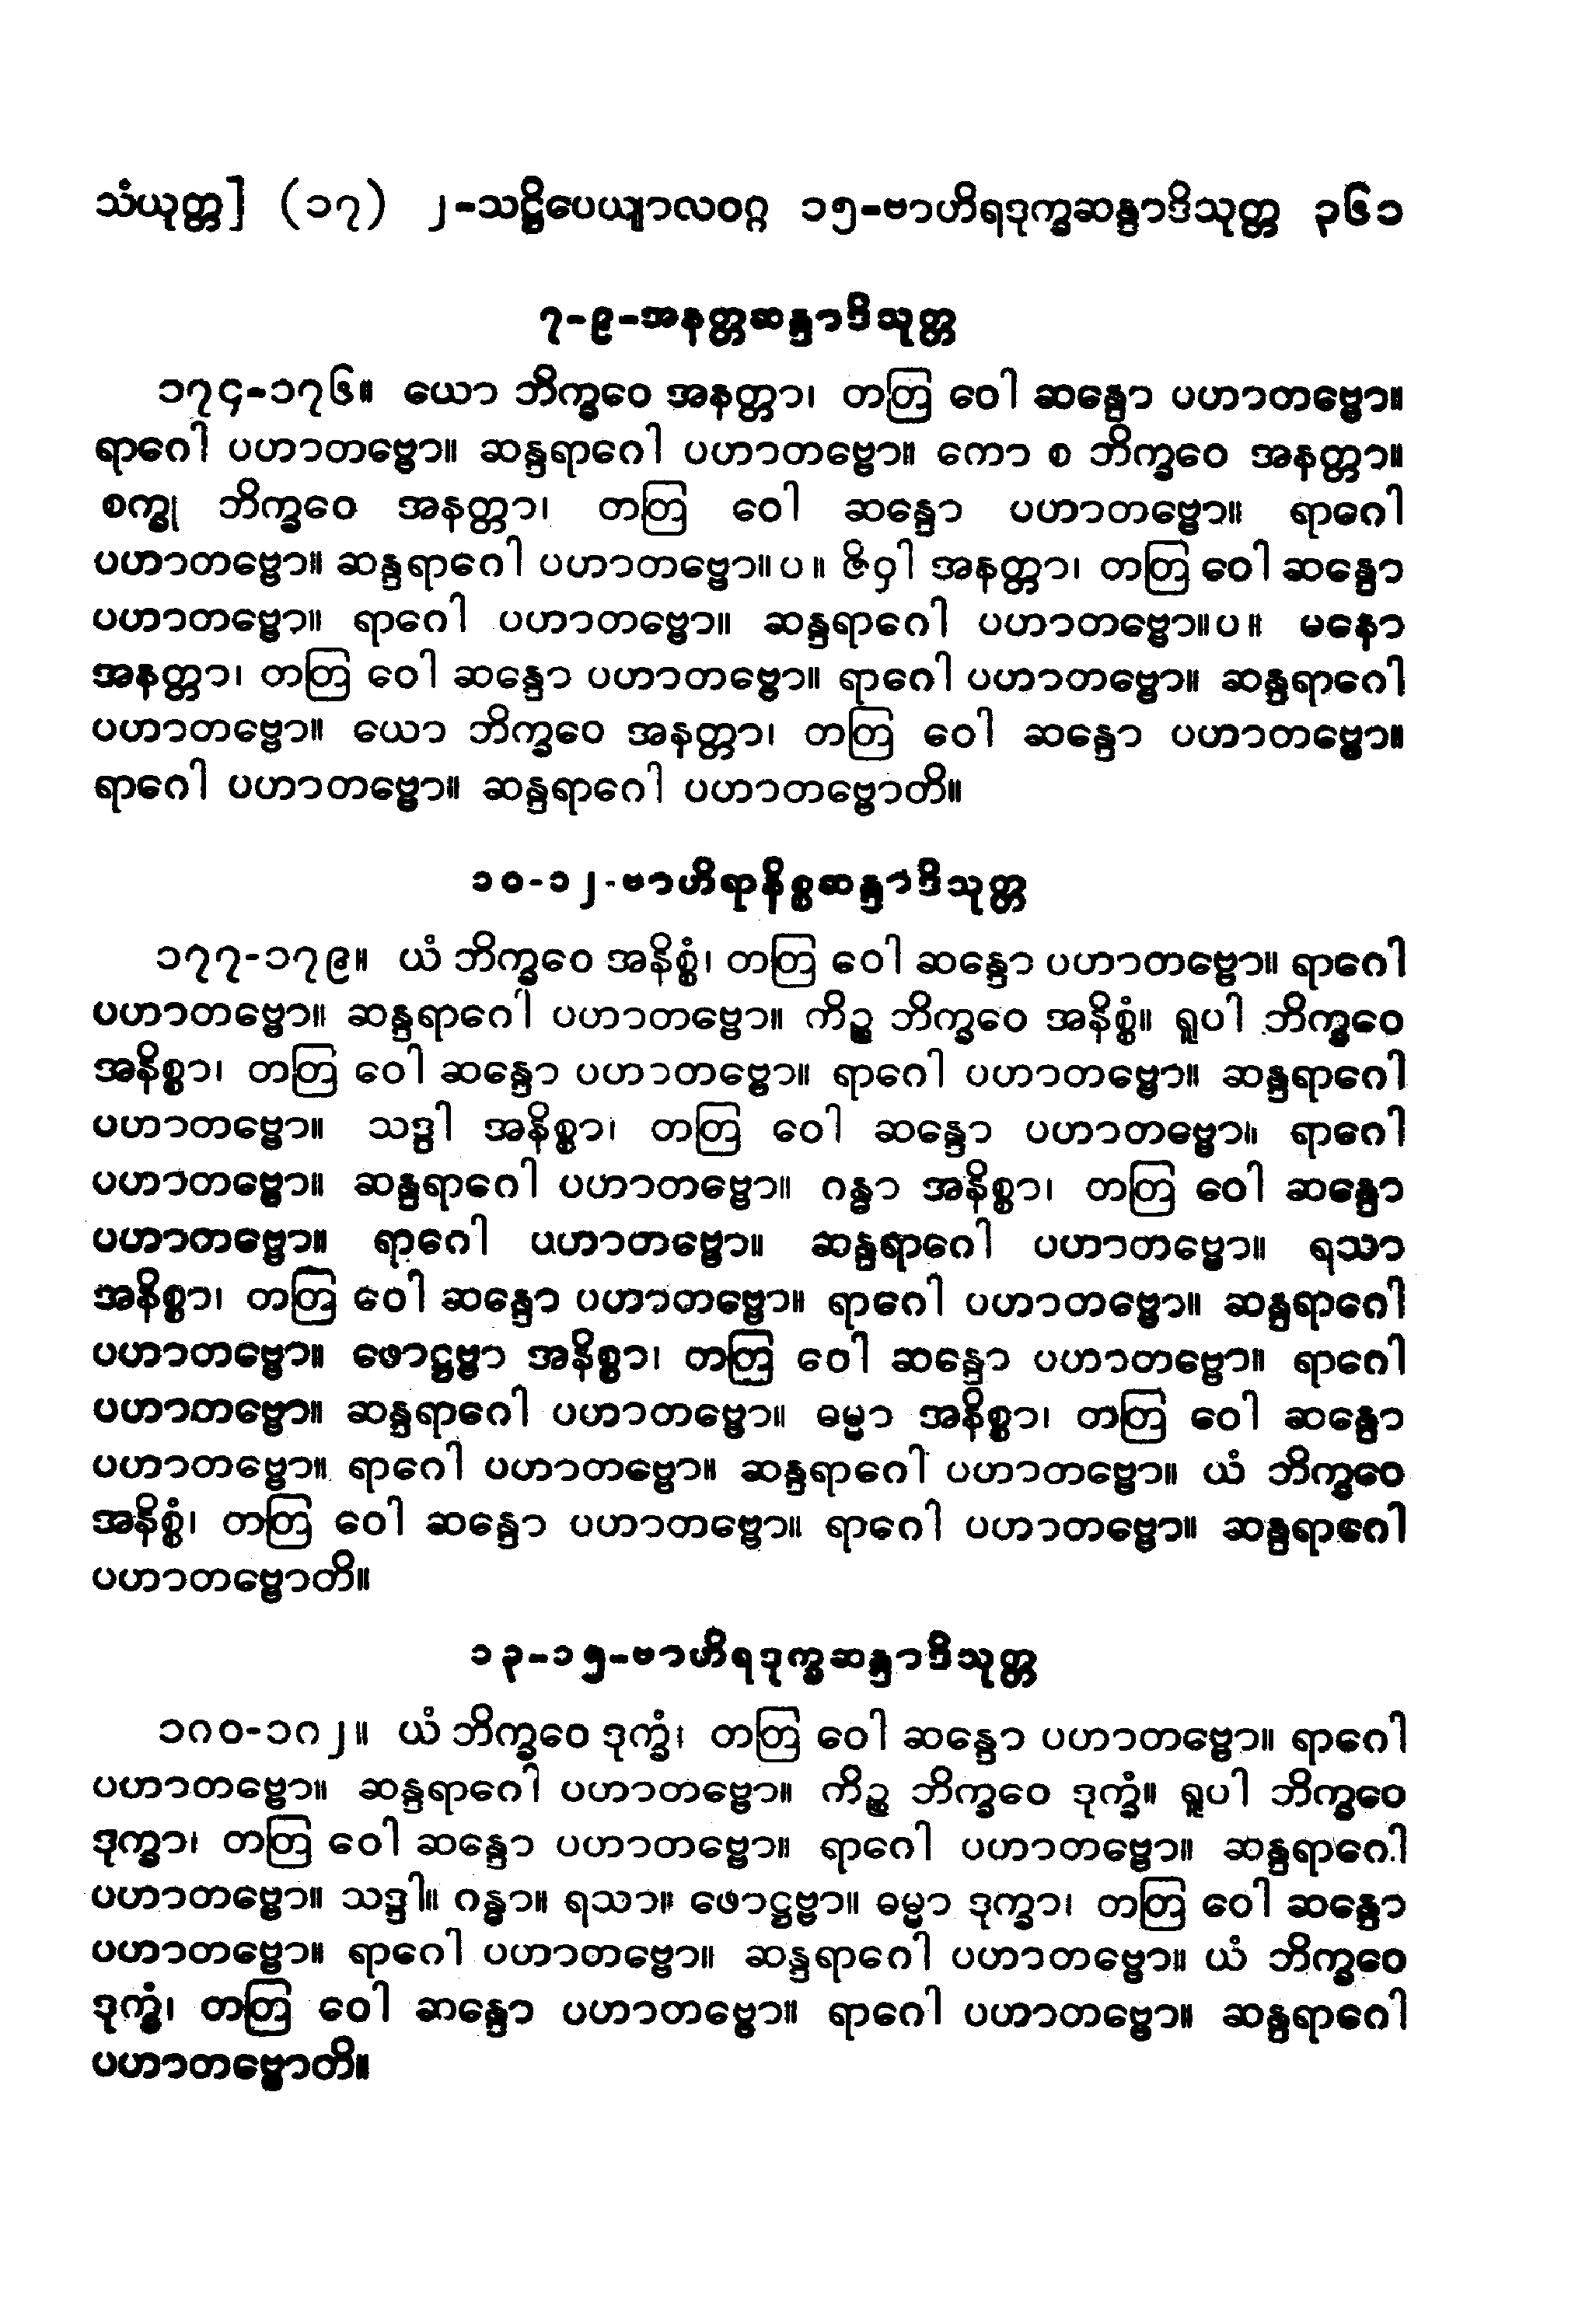 သံယုတ္တ] (၁၇) ၂-သဋ္ဌိပေယျာလဝဂ္ဂ ၁၅-ဗာဟိရဒုက္ခဆန္ဒာဒိသုတ္တ ၃၆၁
၇-၉-အနတ္တဆန္ဒာဒိသုတ္တ
၁၇၄-၁၇၆။ ယော ဘိက္ခဝေ အနတ္တာ၊ တတြ ဝေါ ဆန္ဒော ပဟာတဗ္ဗော။
ရာဂေါ ပဟာတဗ္ဗော။ ဆန္ဒရာဂေါ ပဟာတဗ္ဗော။ ကော စ ဘိက္ခဝေ အနတ္တာ။
စက္ခု ဘိက္ခဝေ အနတ္တာ၊ တတြ ဝေါ ဆန္ဒော ပဟာတဗ္ဗော။ ရာဂေါ
ပဟာတဗ္ဗော။ ဆန္ဒရာဂေါ ပဟာတဗ္ဗော။ပ။ ဇိဝှါ အနတ္တာ၊ တတြ ဝေါ ဆန္ဒော
ပဟာတဗ္ဗော။ ရာဂေါ ပဟာတဗ္ဗော။ ဆန္ဒရာဂေါ ပဟာတဗ္ဗော။ပ။ မနော
အနတ္တာ၊ တတြ ဝေါ ဆန္ဒော ပဟာတဗ္ဗော။ ရာဂေါ ပဟာတဗ္ဗော။ ဆန္ဒရာဂေါ
ပဟာတဗ္ဗော။ ယော ဘိက္ခဝေ အနတ္တာ၊ တတြ ဝေါ ဆန္ဒော ပဟာတဗ္ဗော။
ရာဂေါ ပဟာတဗ္ဗော။ ဆန္ဒရာဂေါ ပဟာတဗ္ဗောတိ။
၁၀-၁၂-ဗာဟိရာနိစ္စဆန္ဒာဒိသုတ္တ
၁၇၇-၁၇၉။ ယံ ဘိက္ခဝေ အနိစ္စံ၊ တတြ ဝေါ ဆန္ဒော ပဟာတဗ္ဗော။ ရာဂေါ
ပဟာတဗ္ဗော။ ဆန္ဒရာဂေါ ပဟာတဗ္ဗော။ ကိဉ္စ ဘိက္ခဝေ အနိစ္စံ။ ရူပါ ဘိက္ခဝေ
အနိစ္စာ၊ တတြ ဝေါ ဆန္ဒော ပဟာတဗ္ဗော။ ရာဂေါ ပဟာတဗ္ဗော။ ဆန္ဒရာဂေါ
ပဟာတဗ္ဗော။ သဒ္ဒါ အနိစ္စာ၊ တတြ ဝေါ ဆန္ဒော ပဟာတဗ္ဗော။ ရာဂေါ
ပဟာတဗ္ဗော။ ဆန္ဒရာဂေါ ပဟာတဗ္ဗော။ ဂန္ဓာ အနိစ္စာ၊ တတြ ဝေါ ဆန္ဒော
ပဟာတဗ္ဗော။ ရာဂေါ ပဟာတဗ္ဗော။ ဆန္ဒရာဂေါ ပဟာတဗ္ဗော။ ရသာ
အနိစ္စာ၊ တတြ ဝေါ ဆန္ဒော ပဟာတဗ္ဗော။ ရာဂေါ ပဟာတဗ္ဗော။ ဆန္ဒရာဂေါ
ပဟာတဗ္ဗော။ ဖောဋ္ဌဗ္ဗာ အနိစ္စာ၊ တတြ ဝေါ ဆန္ဒော ပဟာတဗ္ဗော။ ရာဂေါ
ပဟာတဗ္ဗော။ ဆန္ဒရာဂေါ ပဟာတဗ္ဗော။ ဓမ္မာ အနိစ္စာ၊ တတြ ဝေါ ဆန္ဒော
ပဟာတဗ္ဗော။ ရာဂေါ ပဟာတဗ္ဗော။ ဆန္ဒရာဂေါ ပဟာတဗ္ဗော။ ယံ ဘိက္ခဝေ
အနိစ္စံ၊ တတြ ဝေါ ဆန္ဒော ပဟာတဗ္ဗော။ ရာဂေါ ပဟာတဗ္ဗော။ ဆန္ဒရာဂေါ
ပဟာတဗ္ဗောတိ။
၁၃-၁၅-ဗာဟိရဒုက္ခဆန္ဒာဒိသုတ္တ
၁၈၀-၁၈၂။ ယံ ဘိက္ခဝေ ဒုက္ခံ၊ တတြ ဝေါ ဆန္ဒော ပဟာတဗ္ဗော။ ရာဂေါ
ပဟာတဗ္ဗော။ ဆန္ဒရာဂေါ ပဟာတဗ္ဗော။ ကိဉ္စ ဘိက္ခဝေ ဒုက္ခံ။ ရူပါ ဘိက္ခဝေ
ဒုက္ခာ၊ တတြ ဝေါ ဆန္ဒော ပဟာတဗ္ဗော။ ရာဂေါ ပဟာတဗ္ဗော။ ဆန္ဒရာဂေါ
ပဟာတဗ္ဗော။ သဒ္ဒါ။ ဂန္ဓာ။ ရသာ။ ဖောဋ္ဌဗ္ဗာ။ ဓမ္မာ ဒုက္ခာ၊ တတြ ဝေါ ဆန္ဒော
ပဟာတဗ္ဗော။ ရာဂေါ ပဟာတဗ္ဗော။ ဆန္ဒရာဂေါ ပဟာတဗ္ဗော။ ယံ ဘိက္ခဝေ
ဒုက္ခံ၊ တတြ ဝေါ ဆန္ဒော ပဟာတဗ္ဗော။ ရာဂေါ ပဟာတဗ္ဗော။ ဆန္ဒရာဂေါ
ပဟာတဗ္ဗောတိ။